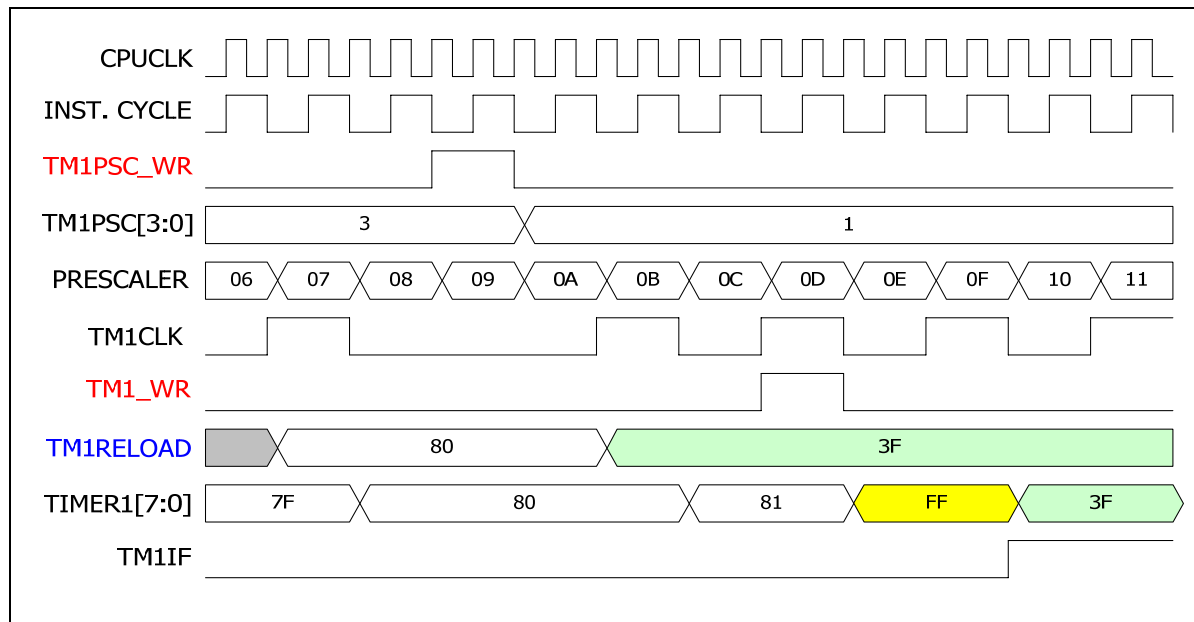 CPUCLK
INST. CYCLE
TM1PSC_WR
TM1PSC[3:0] 3 1
PRESCALER 06 07 08 09 0A 0B 0C 0D 0E 0F 10 11
TM1CLK
TM1_WR
TM1RELOAD 80 3F
TIMER1[7:0] 7F 80 81 FF 3F
TM1IF